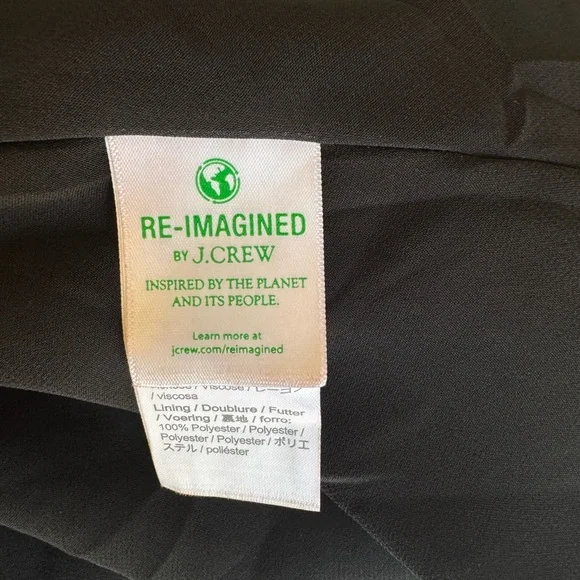 RE-IMAGINED
BY J.CREW
INSPIRED BY THE PLANET
AND ITS PEOPLE.
Learn more at
jcrew.com/reimagined
/ Viscose /
/ viscosa
Lining / Doublure / Futter
/ Voering / 裏地 / forro:
100% Polyester / Polyester /
Polyester / Polyester / ポリエ
ステル / poliéster